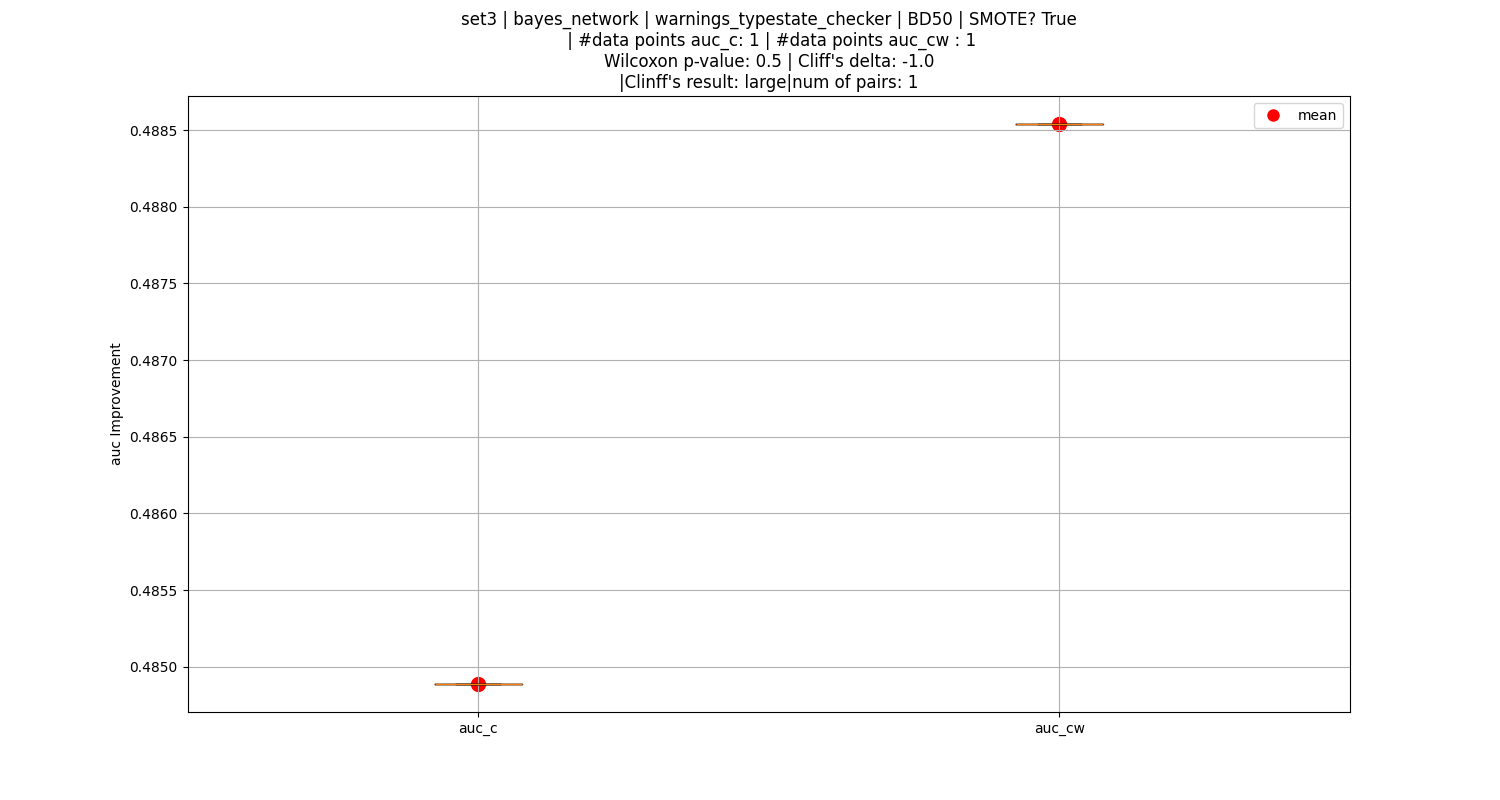 set3 | bayes_network | warnings_typestate_checker | BD50 | SMOTE? True
| #data points auc_c: 1 | #data points auc_cw : 1
Wilcoxon p-value: 0.5 | Cliff's delta: -1.0
|Clinff's result: large|num of pairs: 1
mean
0.4885
0.4880
0.4875
0.4870
0.4865
0.4860
0.4855
0.4850
auc Improvement
auc_c
auc_cw